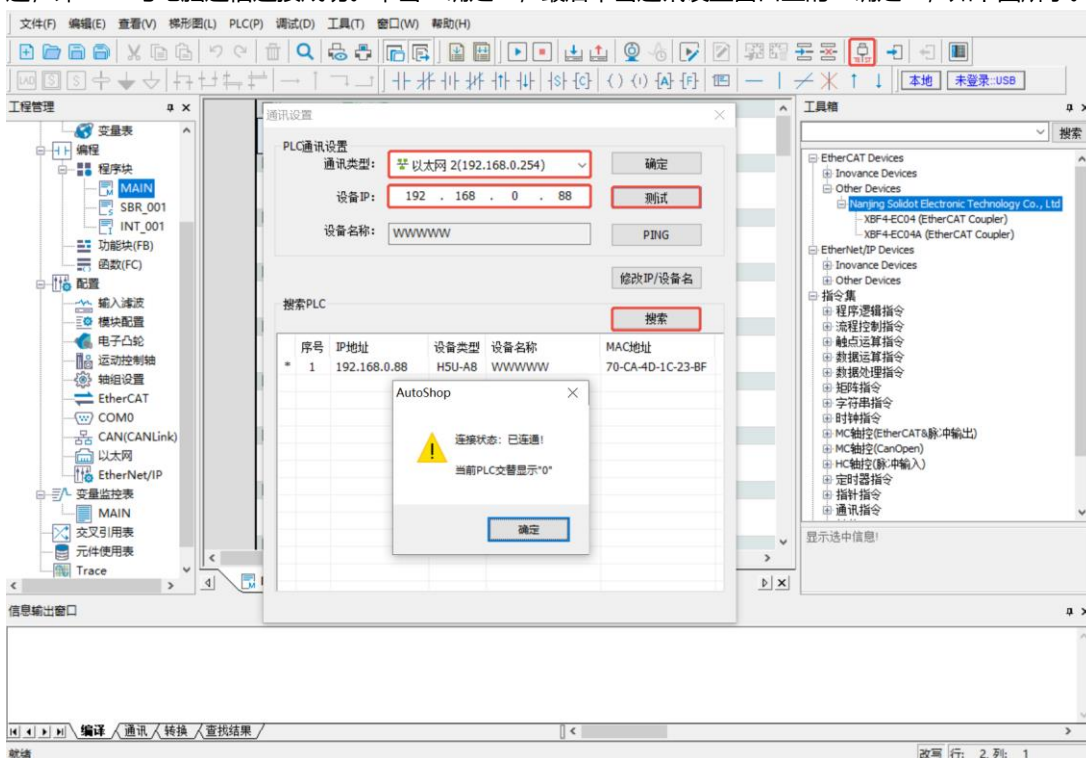 文件(F) 编辑(E) 查看(V) 梯形图(L) PLC(P) 调试(D) 工具(T) 窗口(W) 帮助(H)
TEST
LAD
本地 未登录::USB
工程管理
变量表
编程
程序块
MAIN
SBR_001
INT_001
功能块(FB)
函数(FC)
配置
输入滤波
模块配置
电子凸轮
运动控制轴
轴组设置
EtherCAT
COM0
CAN(CANLink)
以太网
EtherNet/IP
变量监控表
MAIN
交叉引用表
元件使用表
Trace
通讯设置
PLC通讯设置
通讯类型: 以太网 2(192.168.0.254) 确定
设备IP: 192 . 168 . 0 . 88 测试
设备名称: WWWWW PING
修改IP/设备名
搜索PLC
搜索
序号 IP地址 设备类型 设备名称 MAC地址
* 1 192.168.0.88 H5U-A8 WWWWW 70-CA-4D-1C-23-BF
AutoShop
连接状态: 已连通!
当前PLC交替显示"0"
确定
工具箱
搜索
EtherCAT Devices
Inovance Devices
Other Devices
Nanjing Solidot Electronic Technology Co., Ltd
XBF4-EC04 (EtherCAT Coupler)
XBF4-EC04A (EtherCAT Coupler)
EtherNet/IP Devices
Inovance Devices
Other Devices
指令集
程序逻辑指令
流程控制指令
触点运算指令
数据运算指令
数据处理指令
矩阵指令
字符串指令
时钟指令
MC轴控(EtherCAT&脉冲输出)
MC轴控(CanOpen)
HC轴控(脉冲输入)
定时器指令
指针指令
通讯指令
显示选中信息!
信息输出窗口
编译 通讯 转换 查找结果
就绪
改写 行: 2, 列: 1